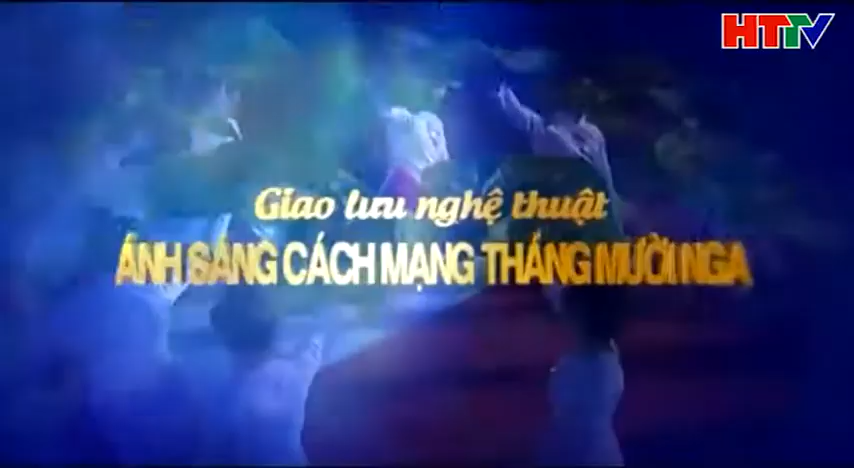 HTTV
Giao lưu nghệ thuật
ÁNH SÁNG CÁCH MẠNG THÁNG MƯỜI NGA